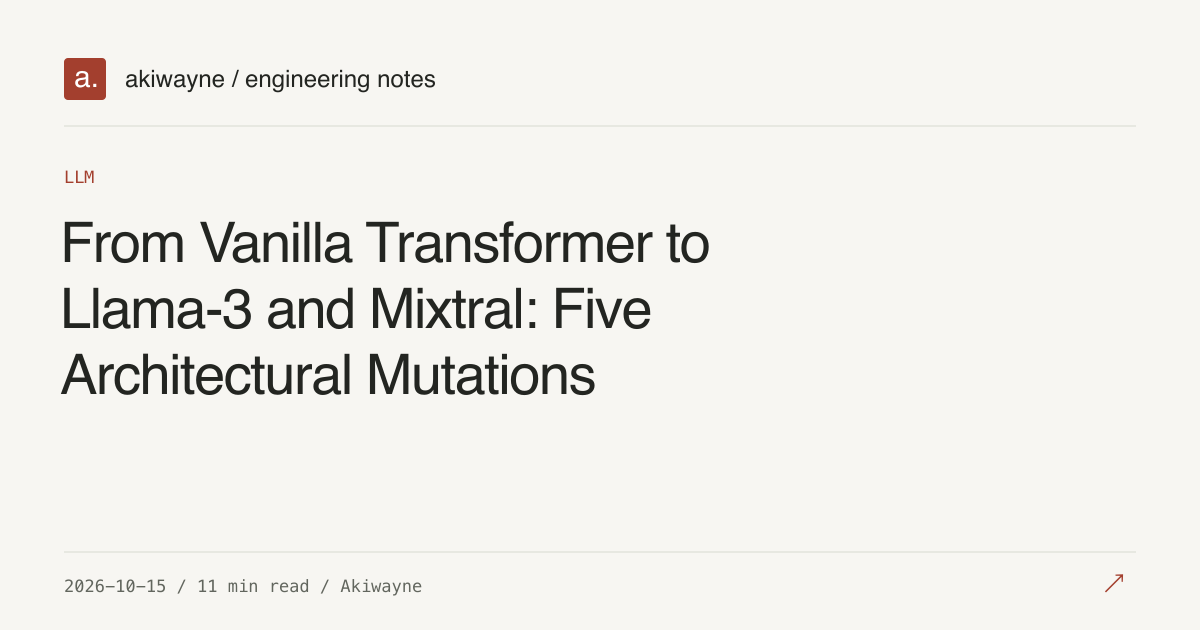 a. akiwayne / engineering notes
LLM
From Vanilla Transformer to
Llama-3 and Mixtral: Five
Architectural Mutations
2026-10-15 / 11 min read / Akiwayne